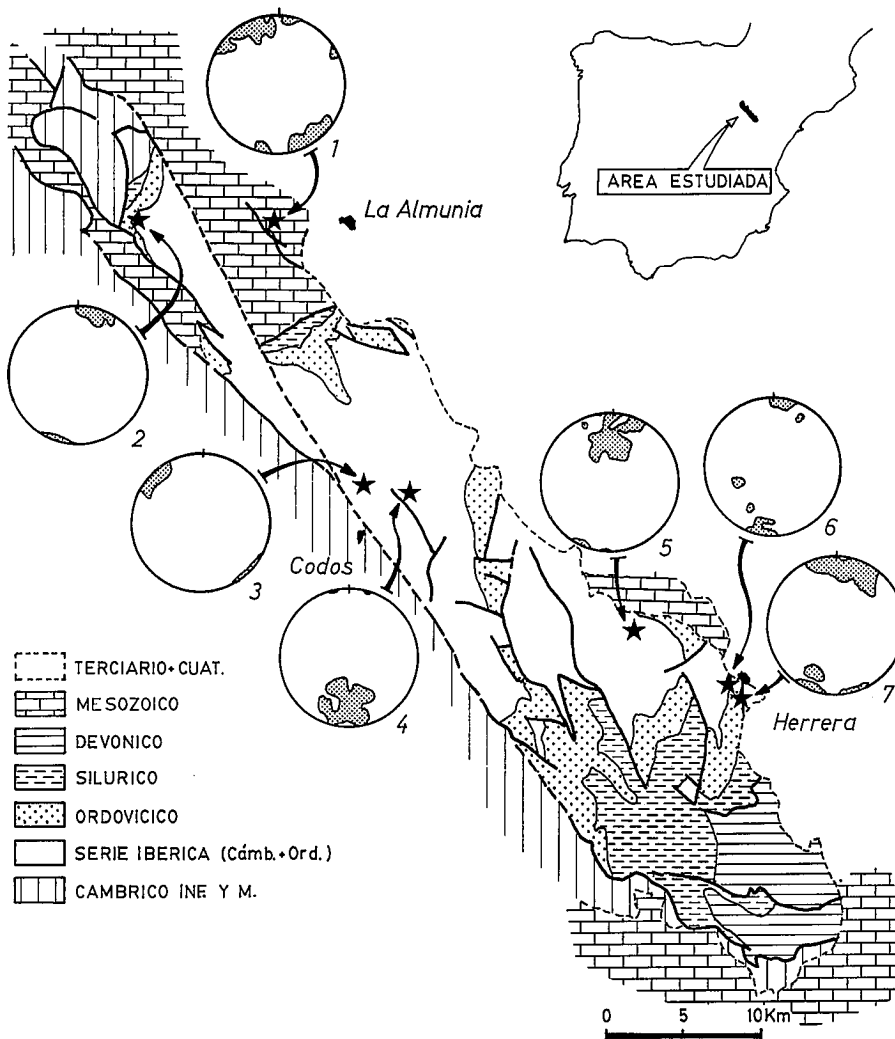 1
La Almunia
AREA ESTUDIADA
2
3
Codos
4
5
6
7
Herrera
TERCIARIO+CUAT.
MESOZOICO
DEVONICO
SILURICO
ORDOVICICO
SERIE IBERICA (Cámb.+Ord.)
CAMBRICO INF. Y M.
0 5 10Km